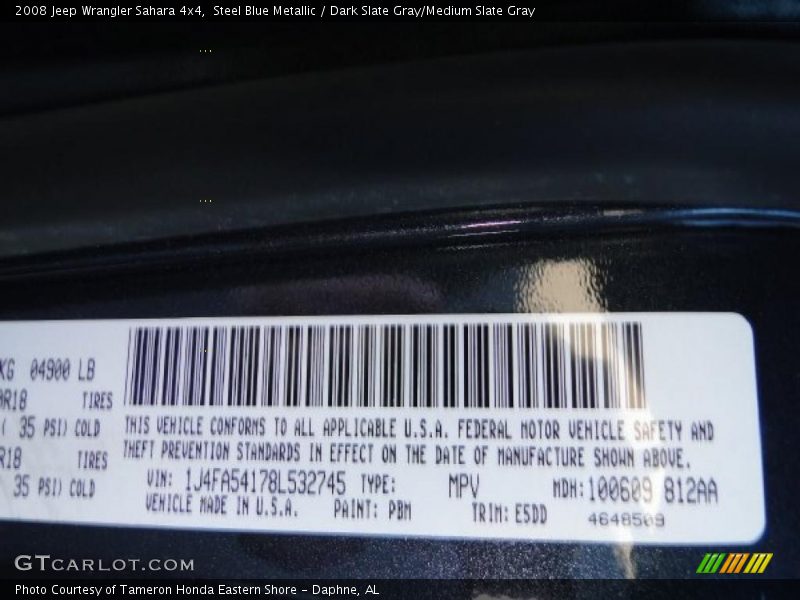 2008 Jeep Wrangler Sahara 4x4,  Steel Blue Metallic / Dark Slate Gray/Medium Slate Gray
KG 04900 LB
R18 TIRES
( 35 PSI) COLD
R18 TIRES
35 PSI) COLD
THIS VEHICLE CONFORMS TO ALL APPLICABLE U.S.A. FEDERAL MOTOR VEHICLE SAFETY AND
THEFT PREVENTION STANDARDS IN EFFECT ON THE DATE OF MANUFACTURE SHOWN ABOVE.
VIN: 1J4FA54178L532745 TYPE: MPV MDH: 100609 812AA
VEHICLE MADE IN U.S.A. PAINT: PBM TRIM: E5DD 4648509
GTCARLOT.COM
Photo Courtesy of Tameron Honda Eastern Shore - Daphne, AL